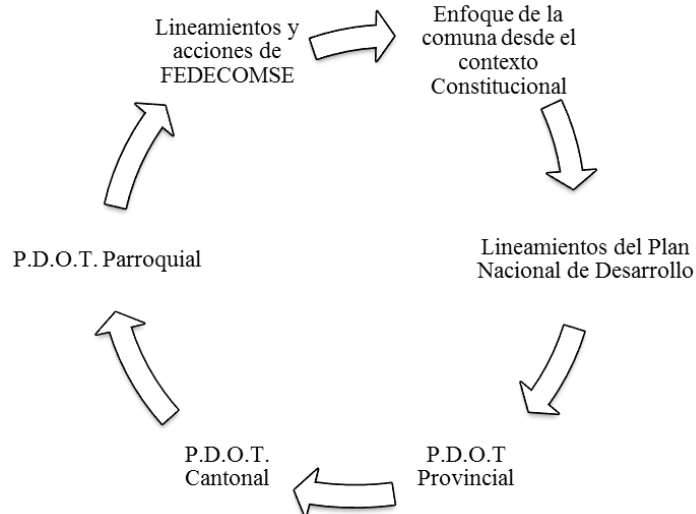 Lineamientos y
acciones de
FEDECOMSE
Enfoque de la
comuna desde el
contexto
Constitucional
Lineamientos del Plan
Nacional de Desarrollo
P.D.O.T
Provincial
P.D.O.T.
Cantonal
P.D.O.T. Parroquial